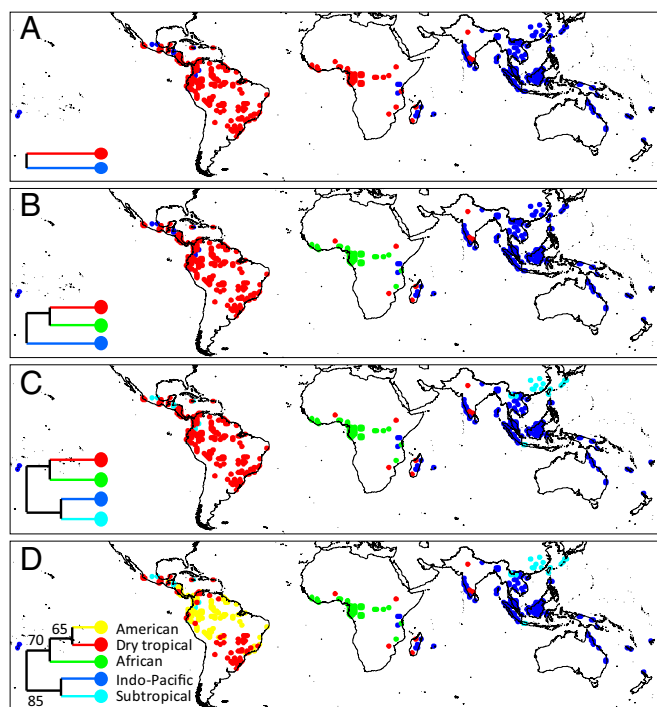 A
B
C
D
65
American
70
Dry tropical
African
Indo-Pacific
85
Subtropical